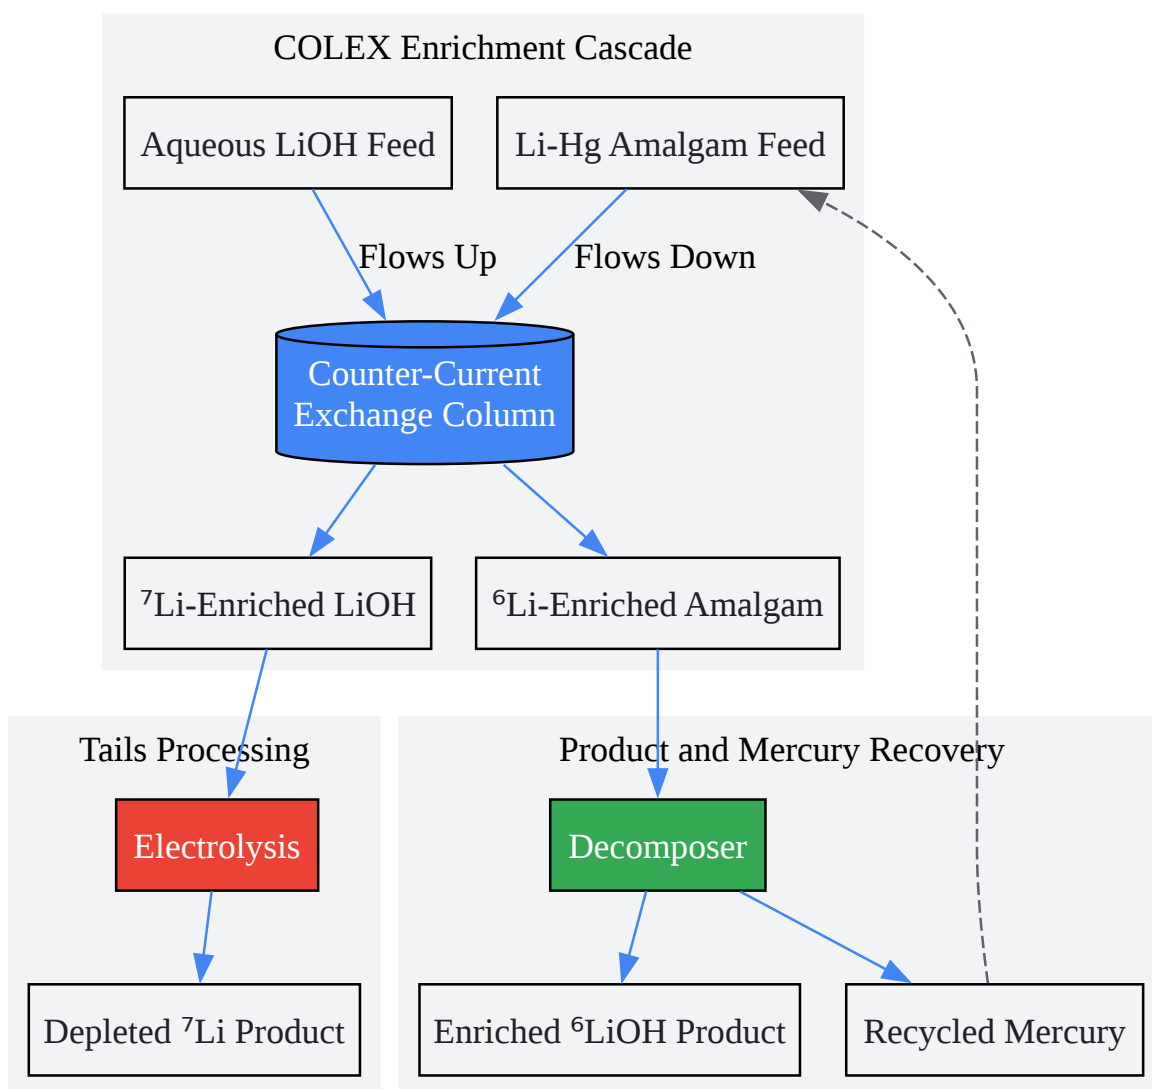 COLEX Enrichment Cascade
Aqueous LiOH Feed
Li-Hg Amalgam Feed
Flows Up
Flows Down
Counter-Current
Exchange Column
⁷Li-Enriched LiOH
⁶Li-Enriched Amalgam
Tails Processing
Product and Mercury Recovery
Electrolysis
Decomposer
Depleted ⁷Li Product
Enriched ⁶LiOH Product
Recycled Mercury